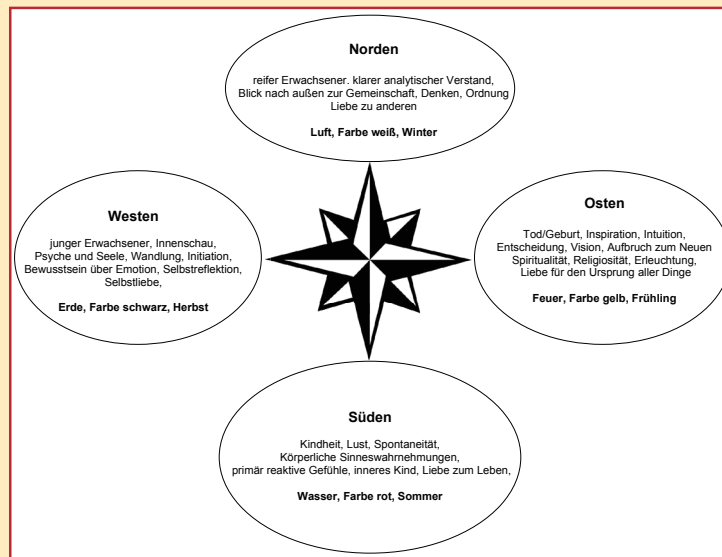 Norden
reifer Erwachsener. klarer analytischer Verstand,
Blick nach außen zur Gemeinschaft, Denken, Ordnung
Liebe zu anderen
Luft, Farbe weiß, Winter
Westen
junger Erwachsener, Innenschau,
Psyche und Seele, Wandlung, Initiation,
Bewusstsein über Emotion, Selbstreflektion,
Selbstliebe,
Erde, Farbe schwarz, Herbst
Osten
Tod/Geburt, Inspiration, Intuition,
Entscheidung, Vision, Aufbruch zum Neuen
Spiritualität, Religiosität, Erleuchtung,
Liebe für den Ursprung aller Dinge
Feuer, Farbe gelb, Frühling
Süden
Kindheit, Lust, Spontaneität,
Körperliche Sinneswahrnehmungen,
primär reaktive Gefühle, inneres Kind, Liebe zum Leben,
Wasser, Farbe rot, Sommer